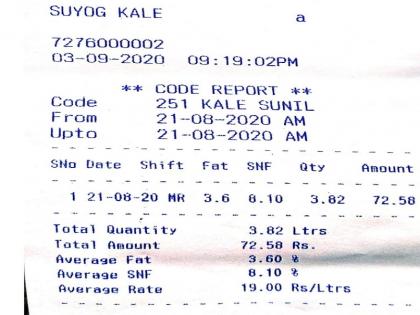 SUYOG KALE a
7276000002
03-09-2020 09:19:02PM
** CODE REPORT **
Code 251 KALE SUNIL
From 21-08-2020 AM
Upto 21-08-2020 AM
SNo Date Shift Fat SNF Qty Amount
1 21-08-20 MR 3.6 8.10 3.82 72.58
Total Quantity 3.82 Ltrs
Total Amount 72.58 Rs.
Average Fat 3.60 %
Average SNF 8.10 %
Average Rate 19.00 Rs/Ltrs